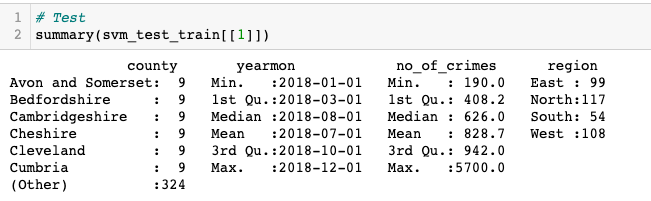 1 # Test
2 summary(svm_test_train[[1]])
county yearmon no_of_crimes region
Avon and Somerset: 9 Min. :2018-01-01 Min. : 190.0 East : 99
Bedfordshire : 9 1st Qu.:2018-03-01 1st Qu.: 408.2 North:117
Cambridgeshire : 9 Median :2018-08-01 Median : 626.0 South: 54
Cheshire : 9 Mean :2018-07-01 Mean : 828.7 West :108
Cleveland : 9 3rd Qu.:2018-10-01 3rd Qu.: 942.0
Cumbria : 9 Max. :2018-12-01 Max. :5700.0
(Other) :324